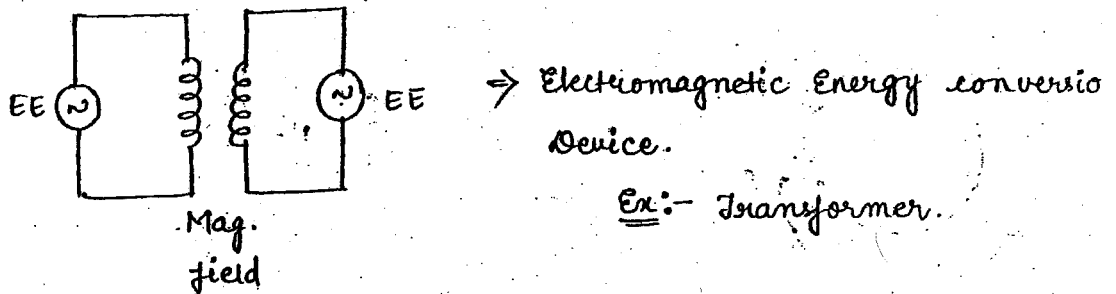 EE ~ ~ EE
⇒ Electromagnetic Energy conversio
Device.
Ex:- Transformer.
Mag.
field